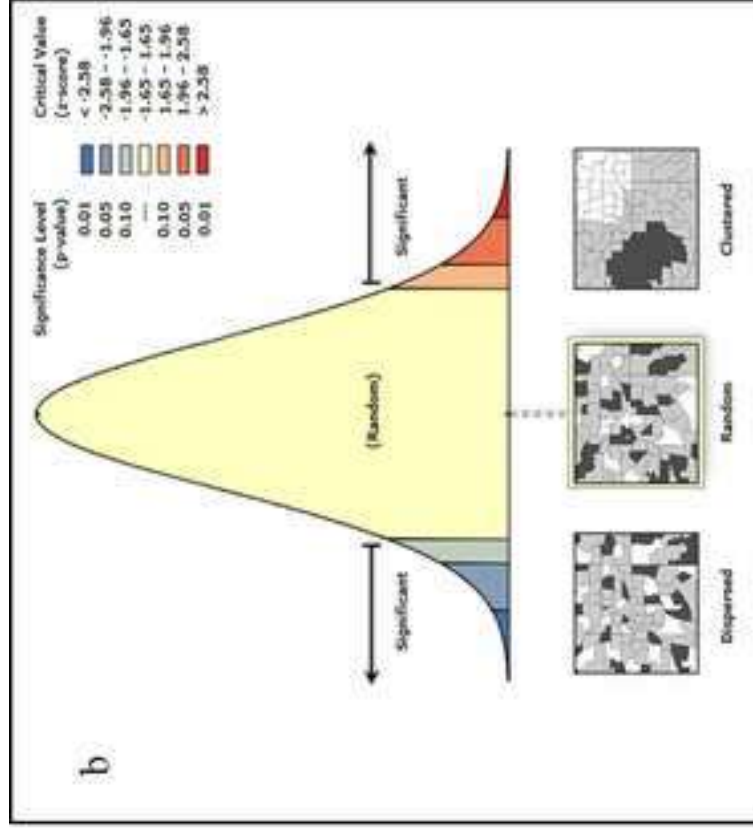 b
Significance Level
(p-value)
Critical Value
(z-score)
0.01 < -2.58
0.05 -2.58 – -1.96
0.10 -1.96 – -1.65
--- -1.65 – 1.65
0.10 1.65 – 1.96
0.05 1.96 – 2.58
0.01 > 2.58
Significant
(Random)
Significant
Dispersed
Random
Clustered